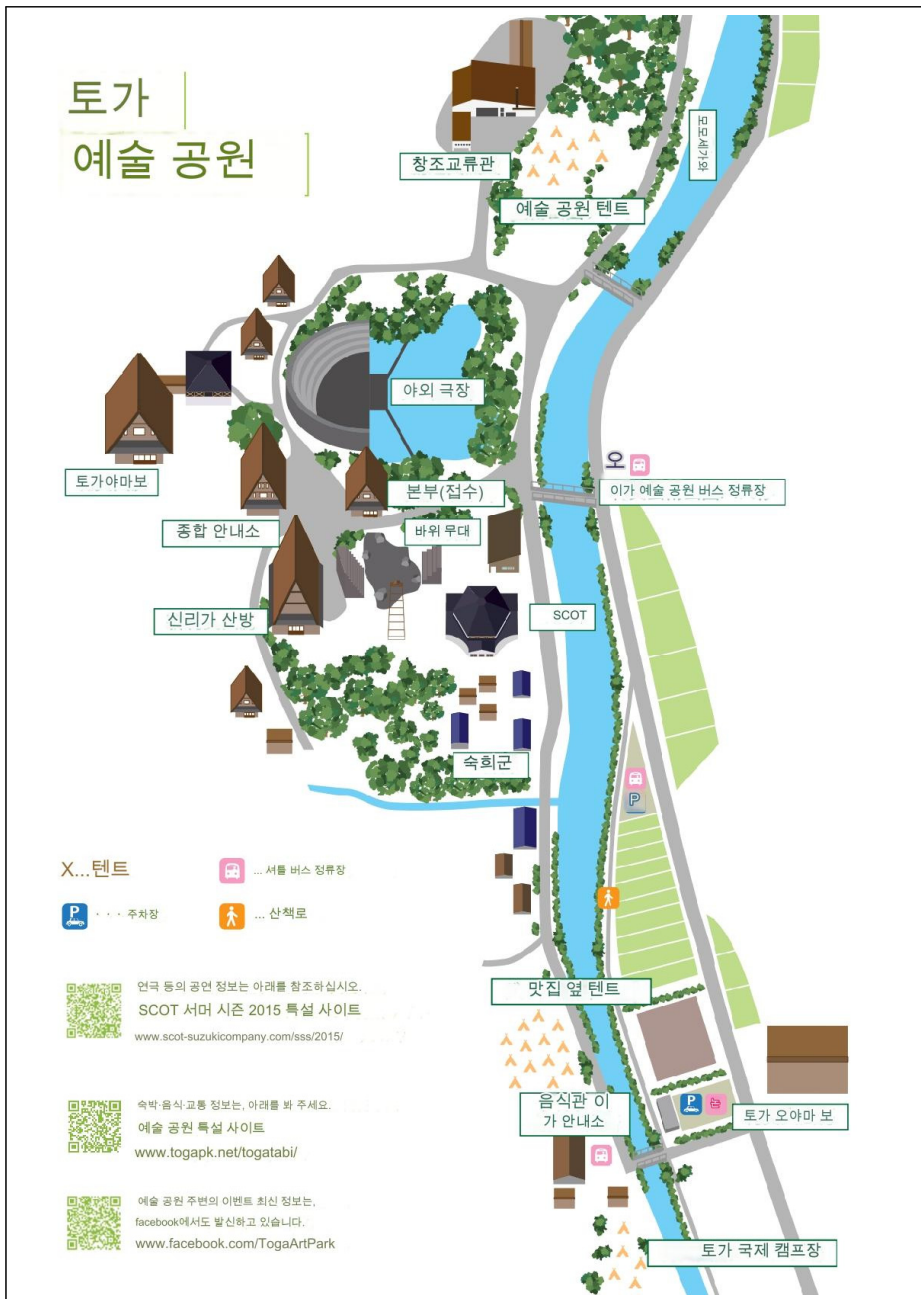 토가
예술 공원
창조교류관
모모세가와
예술 공원 텐트
야외 극장
토가야마보
본부(접수)
오
이가 예술 공원 버스 정류장
종합 안내소
바위 무대
신리가 산방
SCOT
숙희군
P
X...텐트
... 셔틀 버스 정류장
P
· · · 주차장
... 산책로
맛집 옆 텐트
연극 등의 공연 정보는 아래를 참조하십시오.
SCOT 서머 시즌 2015 특설 사이트
www.scot-suzukicompany.com/sss/2015/
음식관 이
가 안내소
P
토가 오야마 보
숙박·음식·교통 정보는, 아래를 봐 주세요.
예술 공원 특설 사이트
www.togapk.net/togatabi/
예술 공원 주변의 이벤트 최신 정보는,
facebook에서도 발신하고 있습니다.
www.facebook.com/TogaArtPark
토가 국제 캠프장